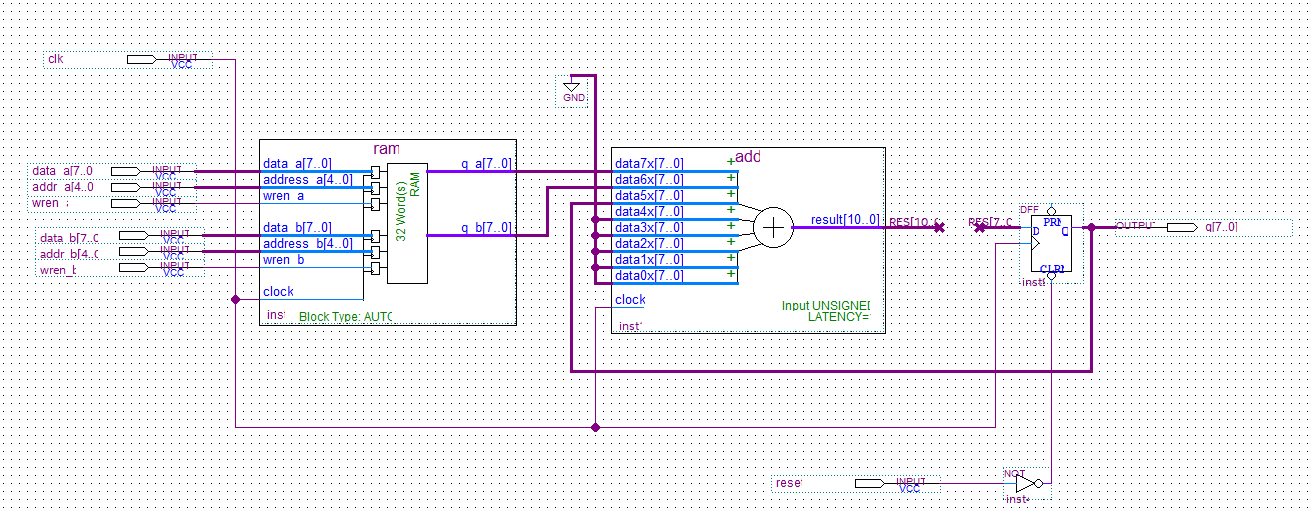 clk
INPUT
VCC
GND
ram
data_a[7..0]
address_a[4..0]
wren_a
data_b[7..0]
address_b[4..0]
wren_b
clock
q_a[7..0]
q_b[7..0]
32 Word(s)
RAM
Block Type: AUTO
inst
data_a[7..0
INPUT
VCC
addr_a[4..0
INPUT
VCC
wren_
INPUT
VCC
data_b[7..0
INPUT
VCC
addr_b[4..0
INPUT
VCC
wren_b
INPUT
VCC
add
data7x[7..0]
data6x[7..0]
data5x[7..0]
data4x[7..0]
data3x[7..0]
data2x[7..0]
data1x[7..0]
data0x[7..0]
clock
+
result[10..0]
Input UNSIGNED
LATENCY=
inst
RES[10..0
RES[7..0
DFF
PRN
D
Q
CLRN
inst
OUTPUT
q[7..0]
rese
INPUT
VCC
NOT
inst